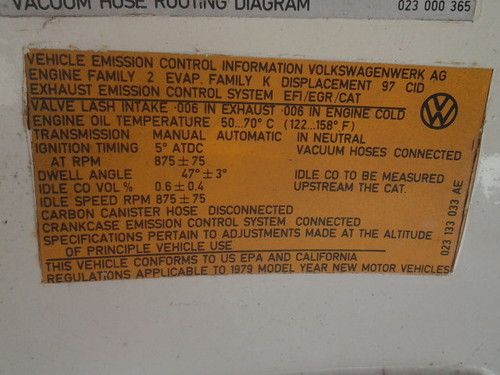 VACUUM HOSE ROUTING DIAGRAM
023 000 365
VEHICLE EMISSION CONTROL INFORMATION VOLKSWAGENWERK AG
ENGINE FAMILY 2 EVAP. FAMILY K DISPLACEMENT 97 CID
EXHAUST EMISSION CONTROL SYSTEM EFI/EGR/CAT
VALVE LASH INTAKE ·006 IN EXHAUST ·006 IN ENGINE COLD
ENGINE OIL TEMPERATURE 50...70° C (122...158° F)
TRANSMISSION MANUAL AUTOMATIC IN NEUTRAL
IGNITION TIMING 5° ATDC VACUUM HOSES CONNECTED
AT RPM 875 ± 75
DWELL ANGLE 47° ± 3° IDLE CO TO BE MEASURED
IDLE CO VOL % 0.6 ± 0.4 UPSTREAM THE CAT.
IDLE SPEED RPM 875 ± 75
CARBON CANISTER HOSE DISCONNECTED
CRANKCASE EMISSION CONTROL SYSTEM CONNECTED
SPECIFICATIONS PERTAIN TO ADJUSTMENTS MADE AT THE ALTITUDE
OF PRINCIPLE VEHICLE USE
THIS VEHICLE CONFORMS TO US EPA AND CALIFORNIA
REGULATIONS APPLICABLE TO 1979 MODEL YEAR NEW MOTOR VEHICLES
023 133 033 AE